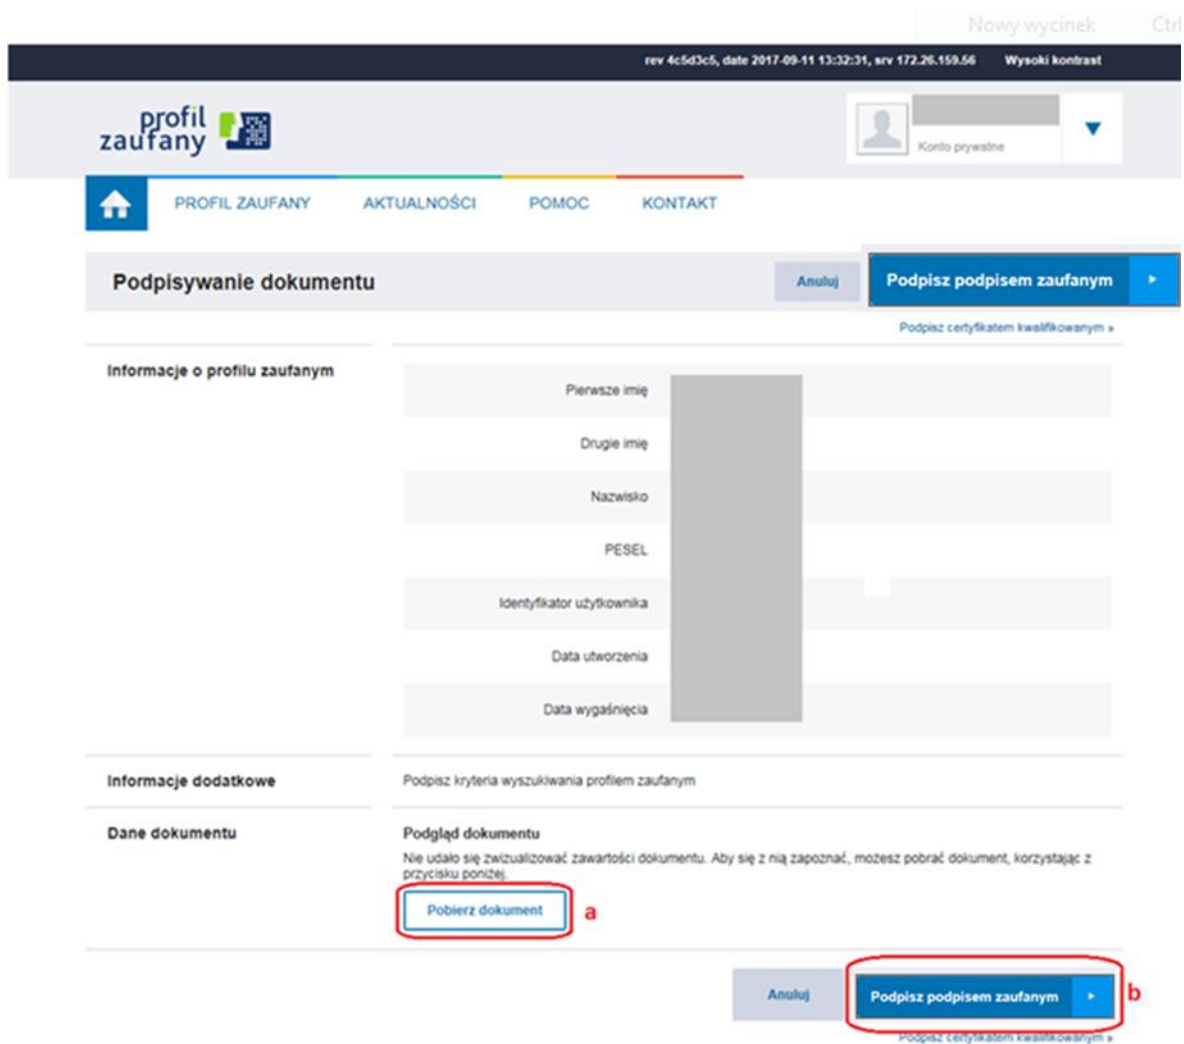 Nowy wycinek Ctrl
rev 4c5d3c5, date 2017-09-11 13:32:31, srv 172.26.159.56 Wysoki kontrast
profil
zaufany
Konto prywatne
PROFIL ZAUFANY AKTUALNOŚCI POMOC KONTAKT
Podpisywanie dokumentu Anuluj Podpisz podpisem zaufanym
Podpisz certyfikatem kwalifikowanym »
Informacje o profilu zaufanym
Pierwsze imię
Drugie imię
Nazwisko
PESEL
Identyfikator użytkownika
Data utworzenia
Data wygaśnięcia
Informacje dodatkowe Podpisz kryteria wyszukiwania profilem zaufanym
Dane dokumentu Podgląd dokumentu
Nie udało się zwizualizować zawartości dokumentu. Aby się z nią zapoznać, możesz pobrać dokument, korzystając z
przycisku poniżej.
Pobierz dokument a
Anuluj Podpisz podpisem zaufanym b
Podpisz certyfikatem kwalifikowanym »